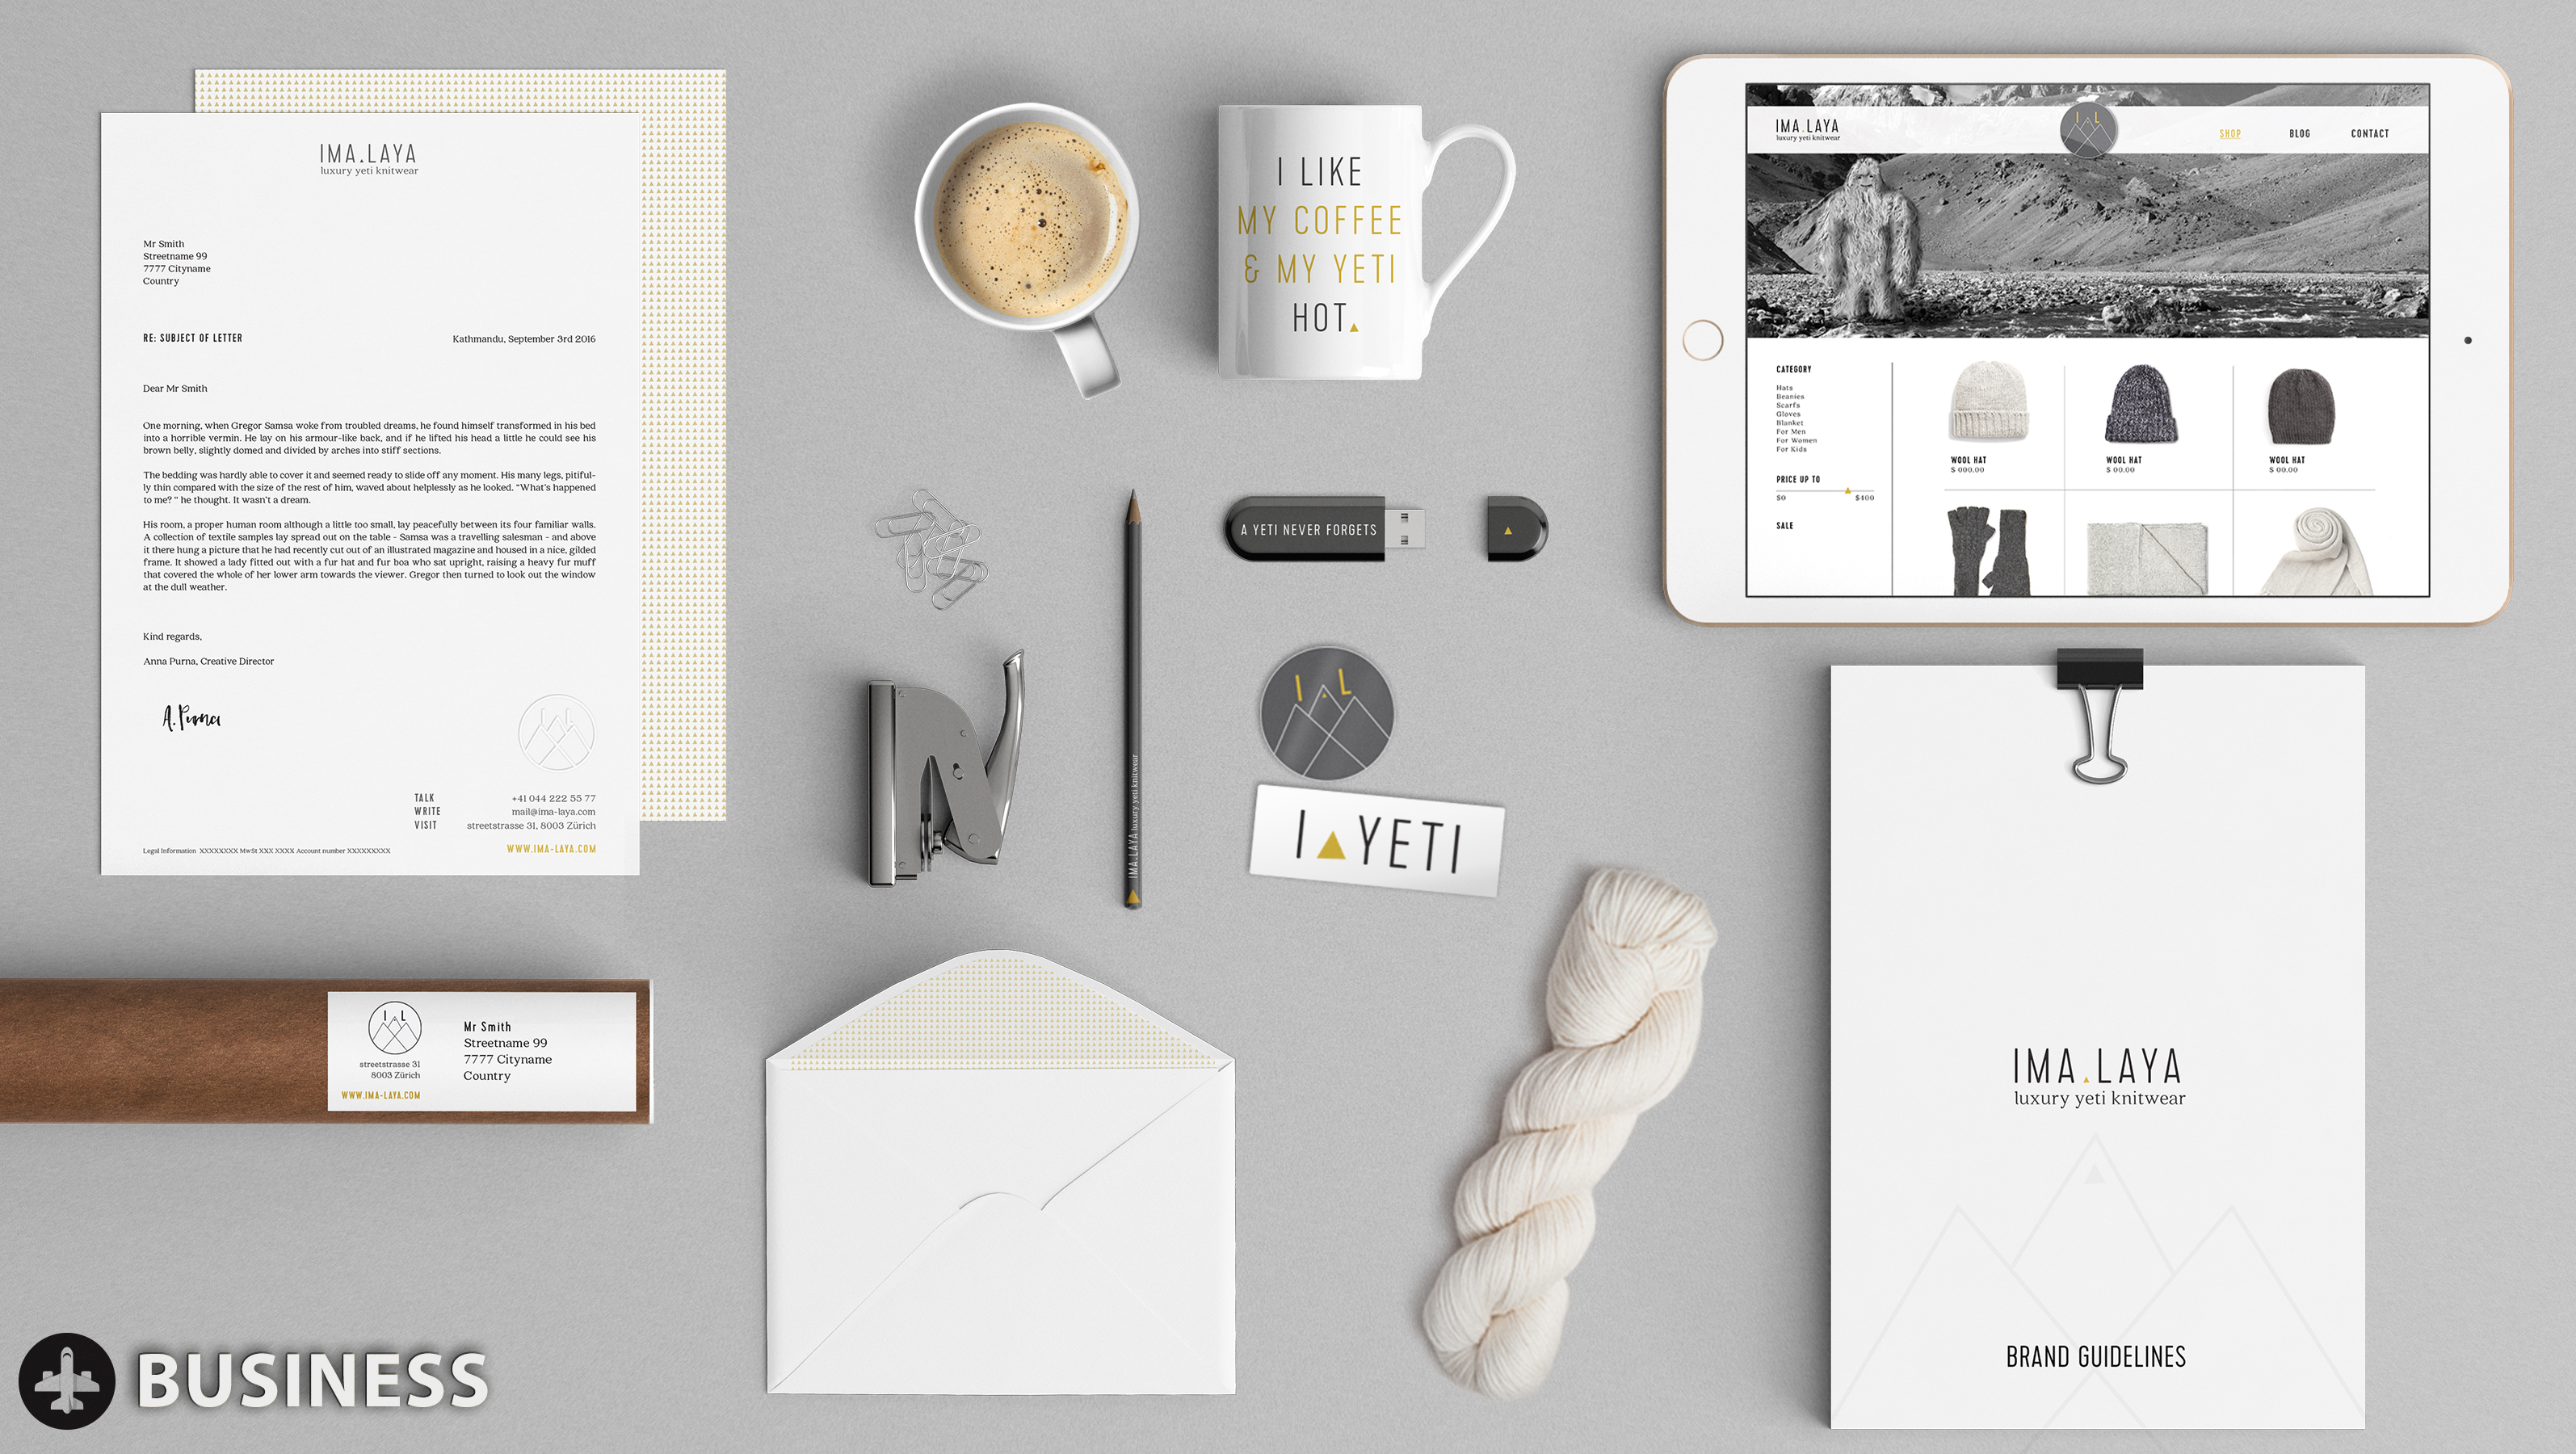 IMA.LAYA
luxury yeti knitwear
Mr Smith
Streetname 99
7777 Cityname
Country
RE: SUBJECT OF LETTER
Kathmandu, September 3rd 2016
Dear Mr Smith
One morning, when Gregor Samsa woke from troubled dreams, he found himself transformed in his bed
into a horrible vermin. He lay on his armour-like back, and if he lifted his head a little he could see his
brown belly, slightly domed and divided by arches into stiff sections.
The bedding was hardly able to cover it and seemed ready to slide off any moment. His many legs, pitiful-
ly thin compared with the size of the rest of him, waved about helplessly as he looked. "What's happened
to me? " he thought. It wasn't a dream.
His room, a proper human room although a little too small, lay peacefully between its four familiar walls.
A collection of textile samples lay spread out on the table - Samsa was a travelling salesman - and above
it there hung a picture that he had recently cut out of an illustrated magazine and housed in a nice, gilded
frame. It showed a lady fitted out with a fur hat and fur boa who sat upright, raising a heavy fur muff
that covered the whole of her lower arm towards the viewer. Gregor then turned to look out the window
at the dull weather.
Kind regards,
Anna Purna, Creative Director
A. Purna
I L
TALK +41 044 222 55 77
WRITE mail@ima-laya.com
VISIT streetstrasse 31, 8003 Zürich
Legal Information XXXXXXXX MwSt XXX XXXX Account number XXXXXXXXX
WWW.IMA-LAYA.COM
I LIKE
MY COFFEE
& MY YETI
HOT▲
IMA.LAYA
luxury yeti knitwear
I L
SHOP
BLOG
CONTACT
CATEGORY
Hats
Beanies
Scarfs
Gloves
Blanket
For Men
For Women
For Kids
PRICE UP TO
$0 $400
SALE
WOOL HAT
$ 000.00
WOOL HAT
$ 00.00
WOOL HAT
$ 00.00
A YETI NEVER FORGETS
IMA.LAYA luxury yeti knitwear
I L
I▲YETI
I L
streetstrasse 31
8003 Zürich
WWW.IMA-LAYA.COM
Mr Smith
Streetname 99
7777 Cityname
Country
IMA▲LAYA
luxury yeti knitwear
BRAND GUIDELINES
BUSINESS